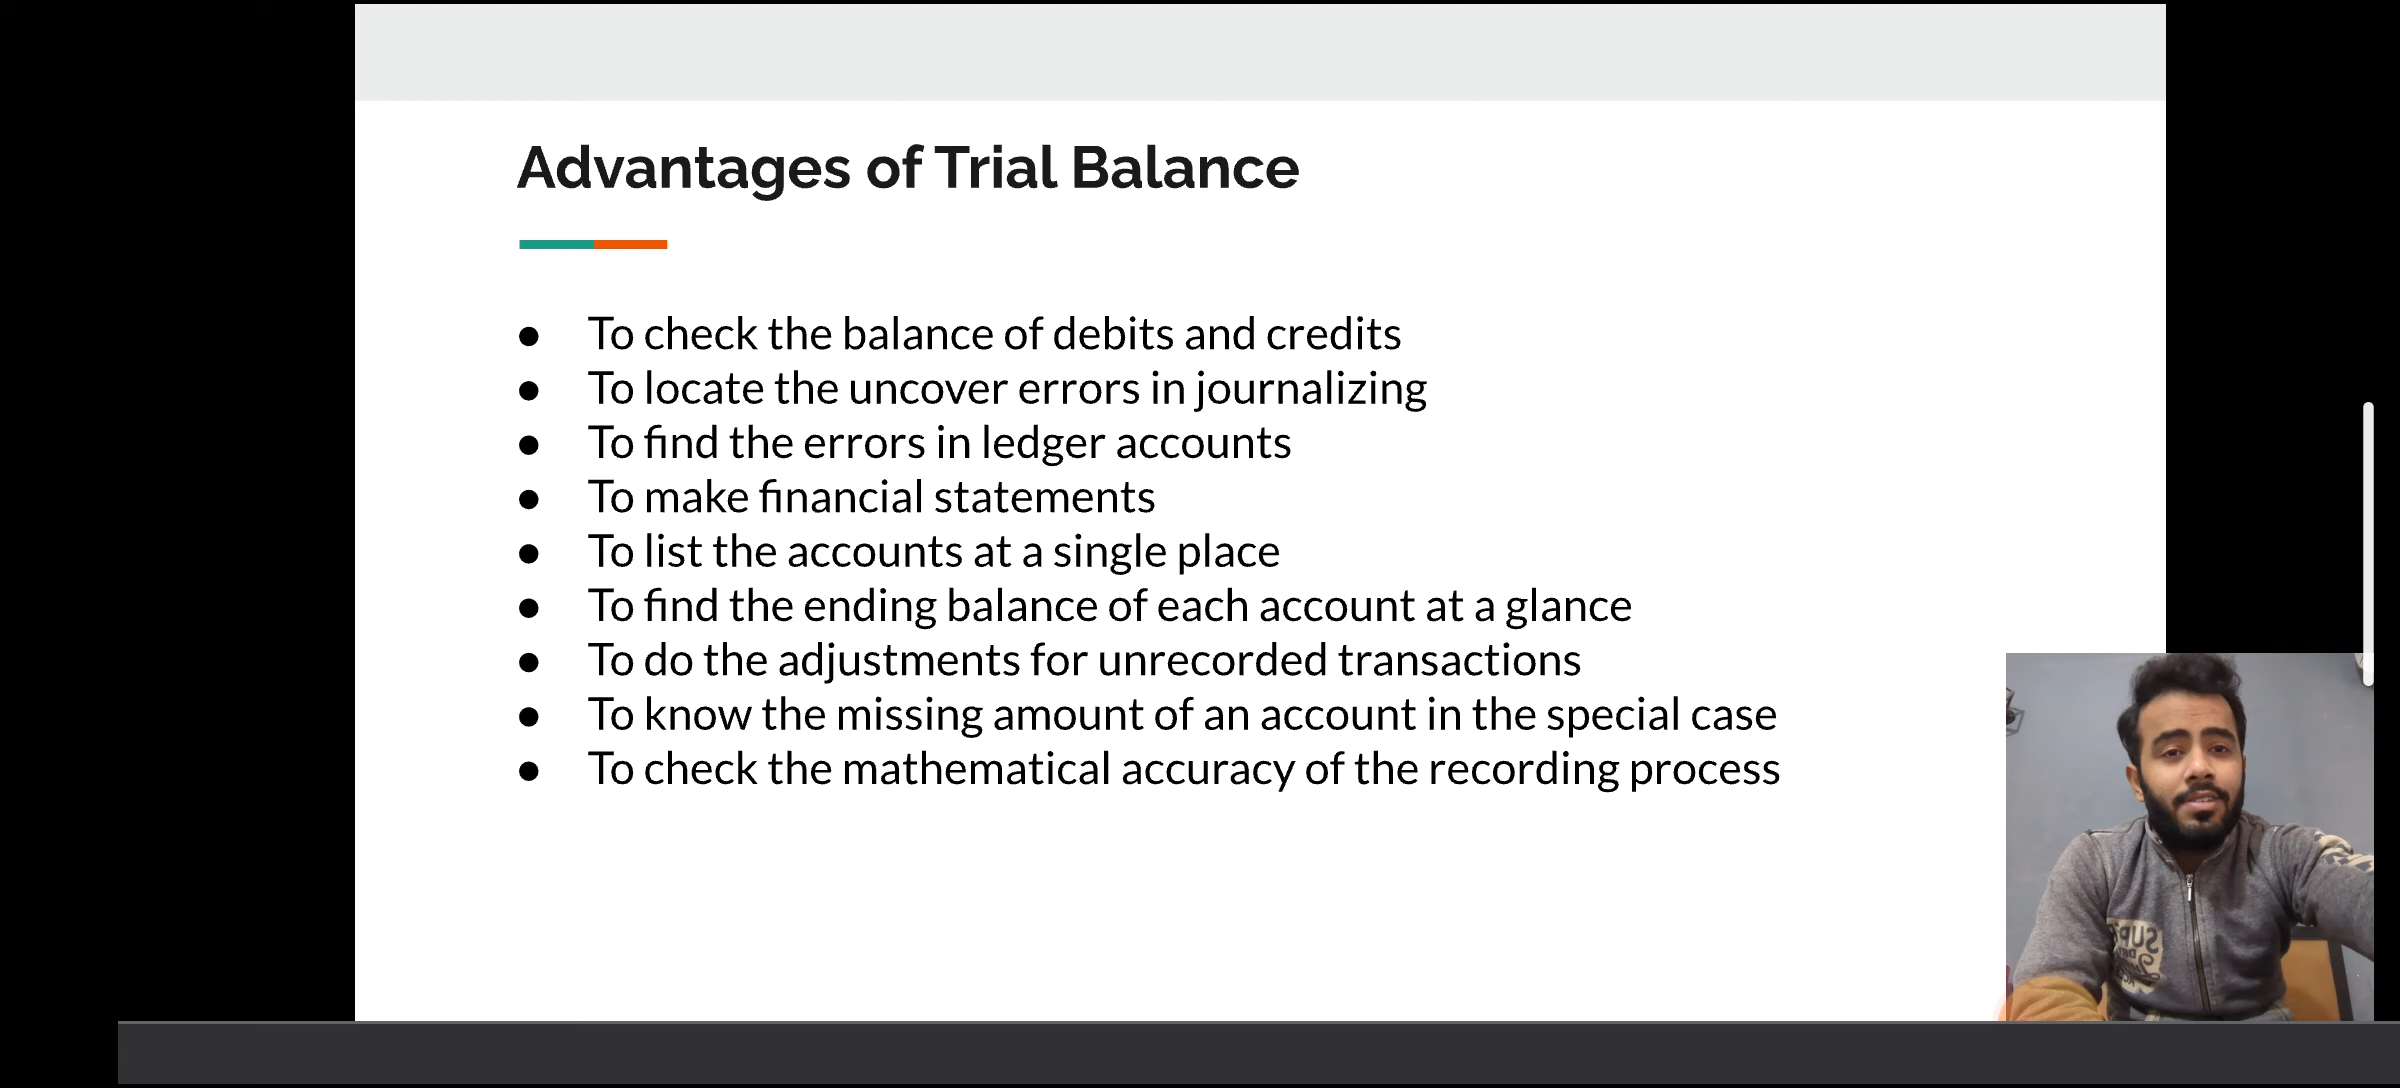 Advantages of Trial Balance
● To check the balance of debits and credits
● To locate the uncover errors in journalizing
● To find the errors in ledger accounts
● To make financial statements
● To list the accounts at a single place
● To find the ending balance of each account at a glance
● To do the adjustments for unrecorded transactions
● To know the missing amount of an account in the special case
● To check the mathematical accuracy of the recording process